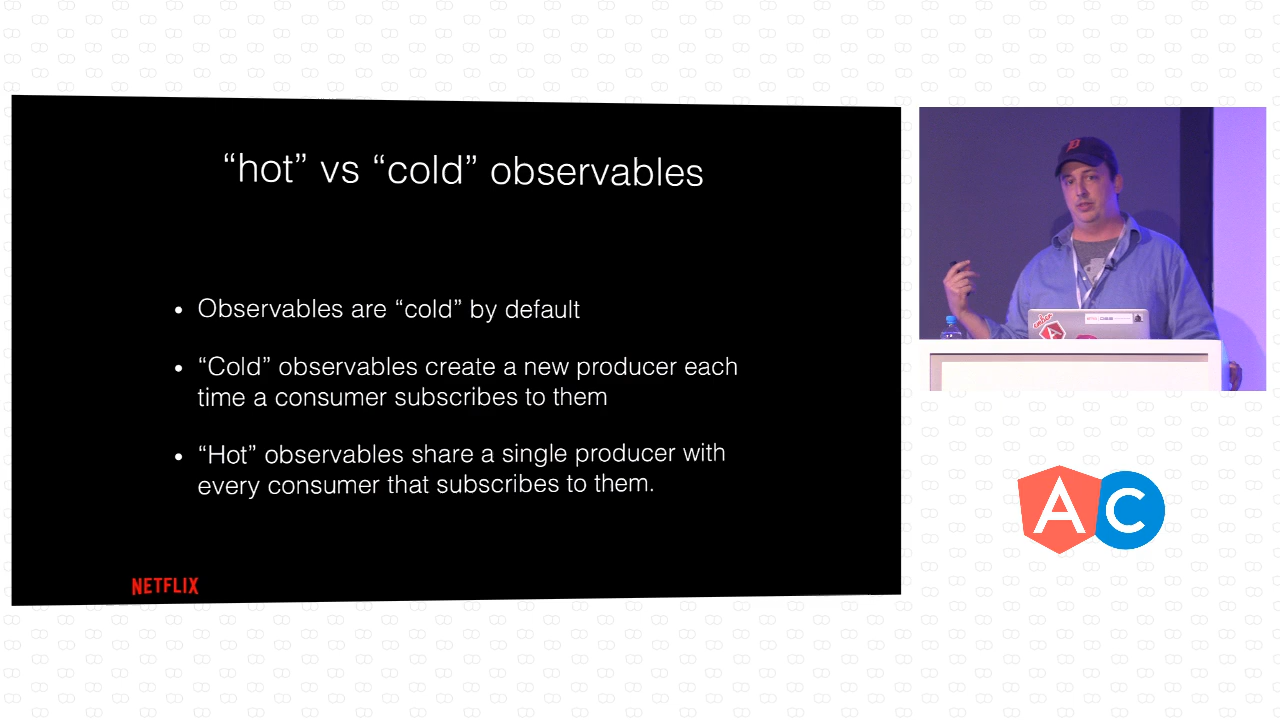 “hot” vs “cold” observables
• Observables are “cold” by default
• “Cold” observables create a new producer each
time a consumer subscribes to them
• “Hot” observables share a single producer with
every consumer that subscribes to them.
NETFLIX
A C